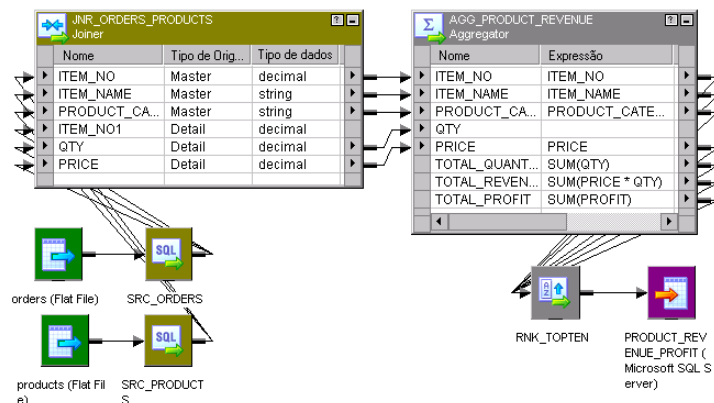 JNR_ORDERS_PRODUCTS
Joiner
Nome Tipo de Orig... Tipo de dados
ITEM_NO Master decimal
ITEM_NAME Master string
PRODUCT_CA... Master string
ITEM_NO1 Detail decimal
QTY Detail decimal
PRICE Detail decimal
AGG_PRODUCT_REVENUE
Aggregator
Nome Expressão
ITEM_NO ITEM_NO
ITEM_NAME ITEM_NAME
PRODUCT_CA... PRODUCT_CATE...
QTY
PRICE PRICE
TOTAL_QUANT... SUM(QTY)
TOTAL_REVEN... SUM(PRICE * QTY)
TOTAL_PROFIT SUM(PROFIT)
SQL
orders (Flat File)
SRC_ORDERS
SQL
products (Flat Fil
e)
SRC_PRODUCT
S
A
Z
RNK_TOPTEN
PRODUCT_REV
ENUE_PROFIT (
Microsoft SQL S
erver)